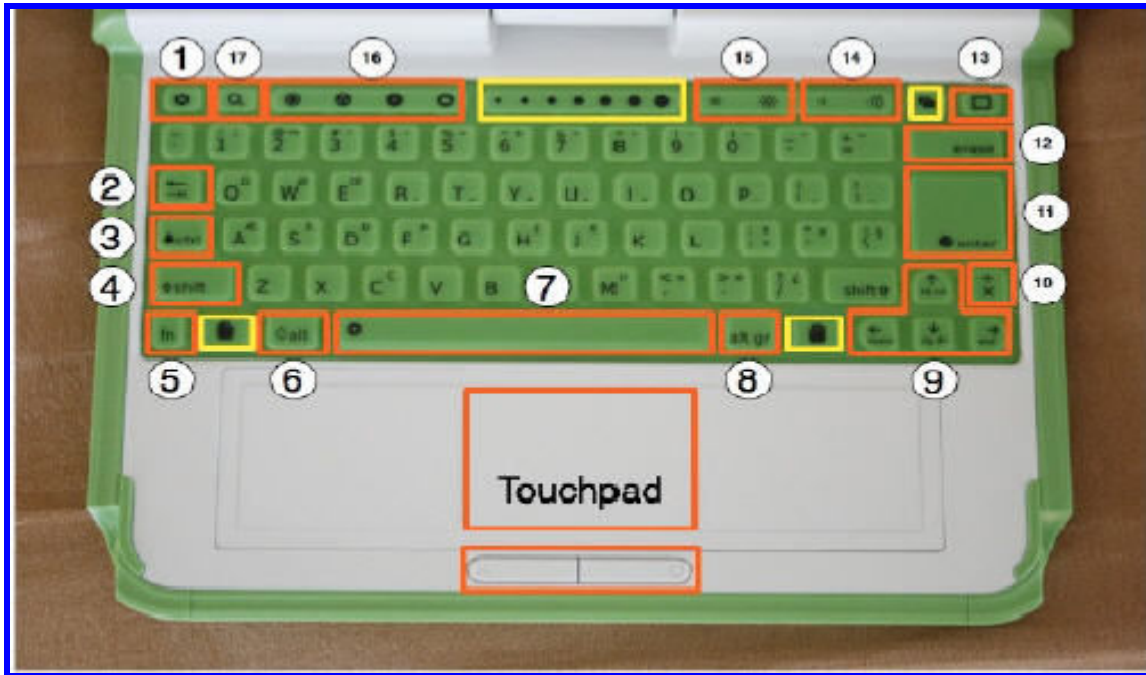 1 17 16 15 14 13
1 2 3 4 5 6 7 8 9 0 - =
erase 12
2 Q W E R T Y U I O P
3 ctrl A S D F G H J K L enter 11
4 shift Z X C V B 7 M shift 10
fn alt alt gr
5 6 8 9
Touchpad